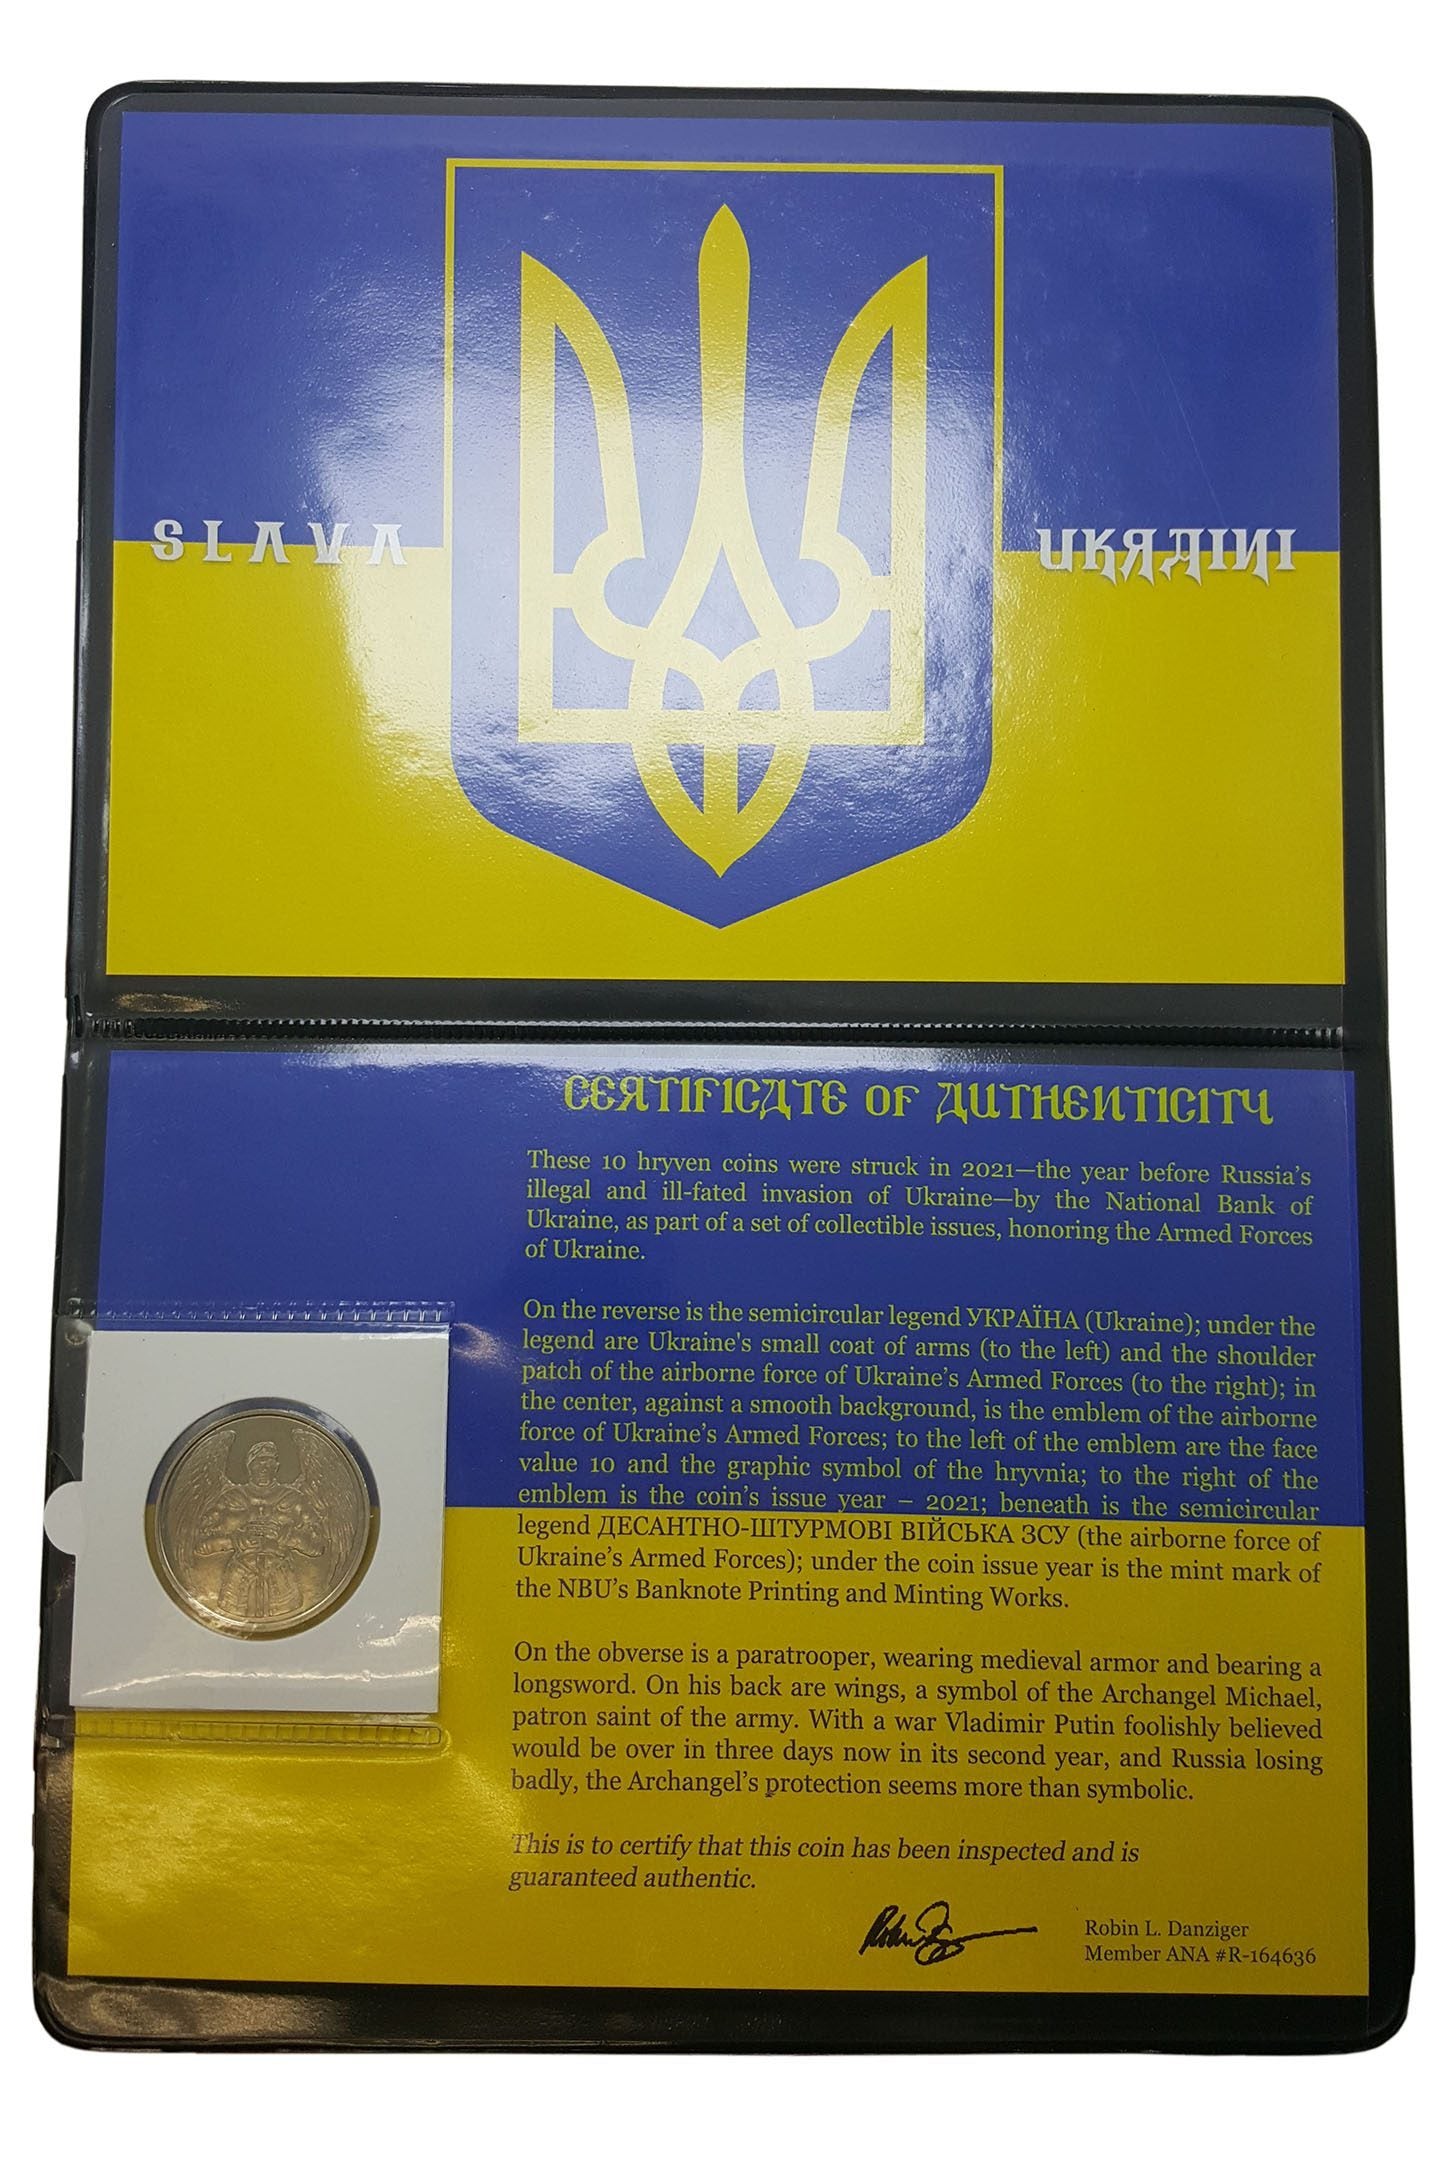 SLAVA UKRAINI
CERTIFICATE OF AUTHENTICITY
These 10 hryven coins were struck in 2021—the year before Russia's
illegal and ill-fated invasion of Ukraine—by the National Bank of
Ukraine, as part of a set of collectible issues, honoring the Armed Forces
of Ukraine.
On the reverse is the semicircular legend УКРАЇНА (Ukraine); under the
legend are Ukraine's small coat of arms (to the left) and the shoulder
patch of the airborne force of Ukraine's Armed Forces (to the right); in
the center, against a smooth background, is the emblem of the airborne
force of Ukraine's Armed Forces; to the left of the emblem are the face
value 10 and the graphic symbol of the hryvnia; to the right of the
emblem is the coin's issue year – 2021; beneath is the semicircular
legend ДЕСАНТНО-ШТУРМОВІ ВІЙСЬКА ЗСУ (the airborne force of
Ukraine's Armed Forces); under the coin issue year is the mint mark of
the NBU's Banknote Printing and Minting Works.
On the obverse is a paratrooper, wearing medieval armor and bearing a
longsword. On his back are wings, a symbol of the Archangel Michael,
patron saint of the army. With a war Vladimir Putin foolishly believed
would be over in three days now in its second year, and Russia losing
badly, the Archangel's protection seems more than symbolic.
This is to certify that this coin has been inspected and is
guaranteed authentic.
Robin L. Danziger
Member ANA #R-164636